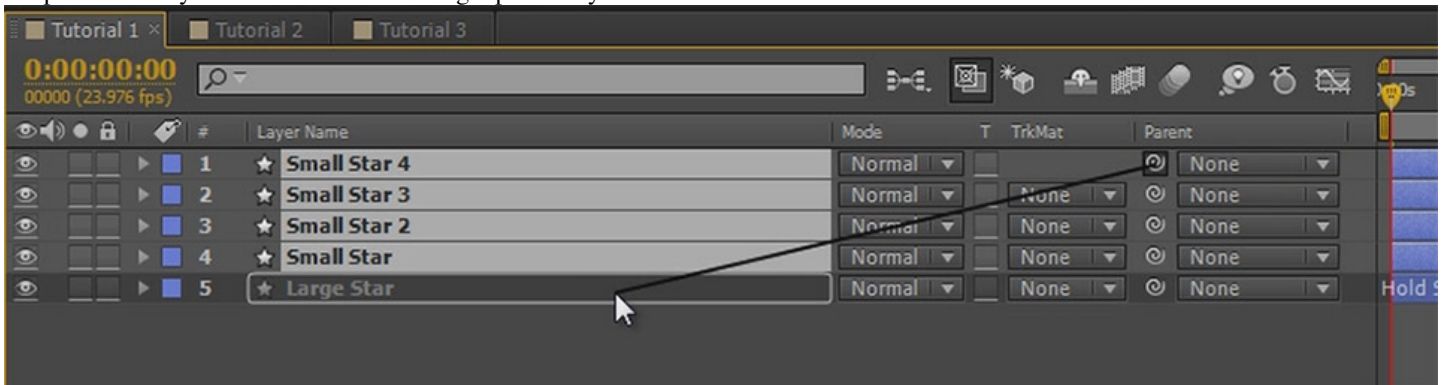 Tutorial 1 × Tutorial 2 Tutorial 3
0:00:00:00
00000 (23.976 fps)
# Layer Name Mode T TrkMat Parent
1 Small Star 4 Normal None
2 Small Star 3 Normal None None
3 Small Star 2 Normal None None
4 Small Star Normal None None
5 Large Star Normal None None
Hold